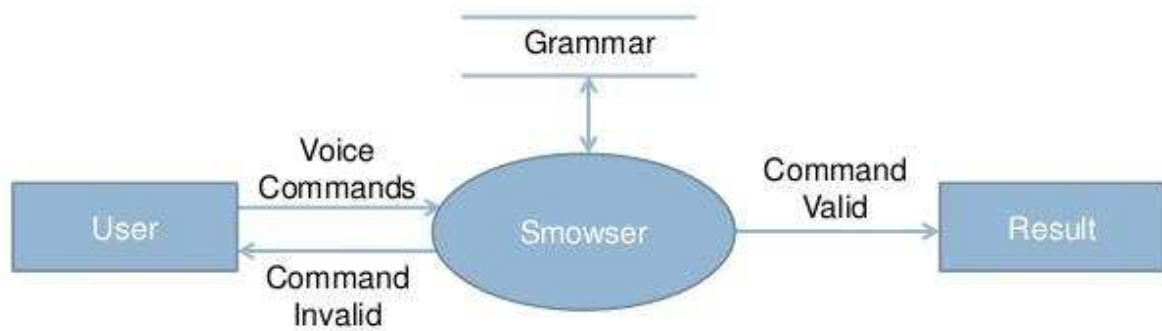 Grammar
Voice
Commands
User
Command
Invalid
Smowser
Command
Valid
Result